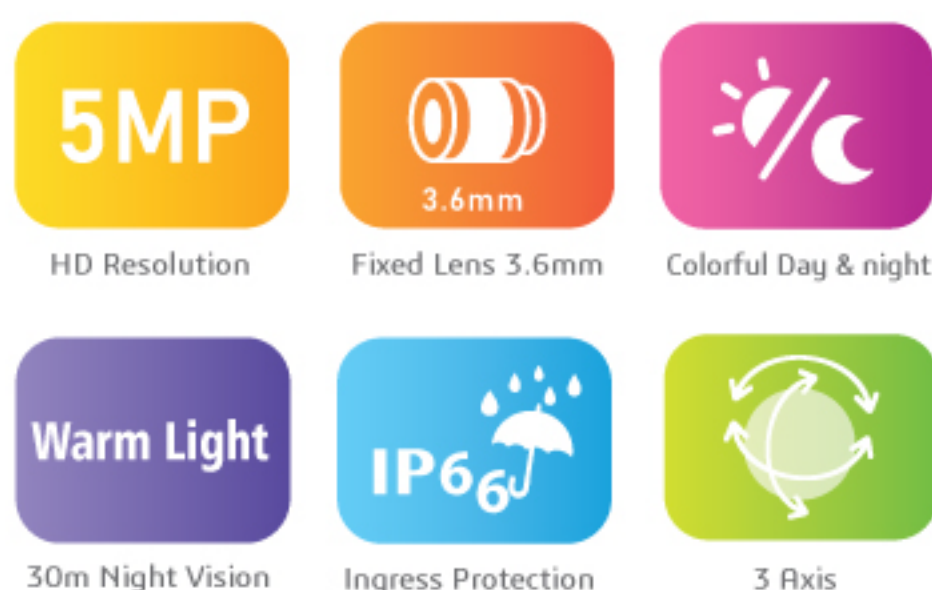 5MP
3.6mm
HD Resolution
Fixed Lens 3.6mm
Colorful Day & night
Warm Light
IP66
30m Night Vision
Ingress Protection
3 Axis